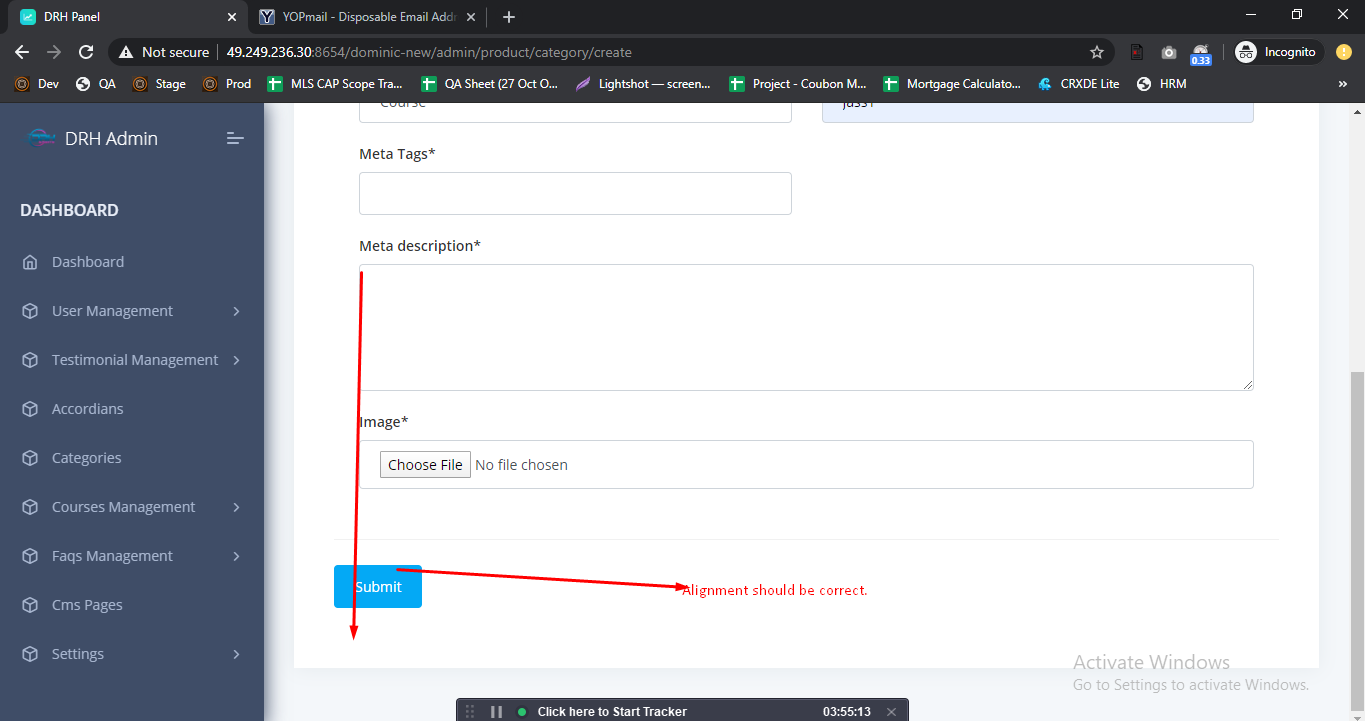 DRH Panel
YOPmail - Disposable Email Addr
Not secure
49.249.236.30:8654/dominic-new/admin/product/category/create
0.33
Incognito
Dev
QA
Stage
Prod
MLS CAP Scope Tra...
QA Sheet (27 Oct O...
Lightshot — screen...
Project - Coubon M...
Mortgage Calculato...
CRXDE Lite
HRM
»
DRH Admin
Course
jass1
Meta Tags*
DASHBOARD
Meta description*
Dashboard
User Management
Testimonial Management
Accordians
Image*
Categories
Choose File No file chosen
Courses Management
Faqs Management
Submit
Alignment should be correct.
Cms Pages
Settings
Activate Windows
Go to Settings to activate Windows.
Click here to Start Tracker
03:55:13